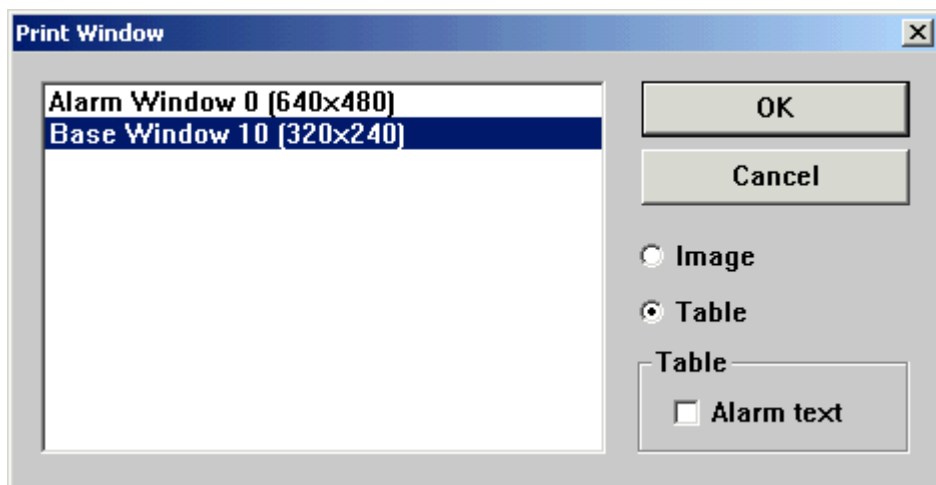 Print Window
Alarm Window 0 (640x480)
Base Window 10 (320x240)
OK
Cancel
Image
Table
Table
Alarm text